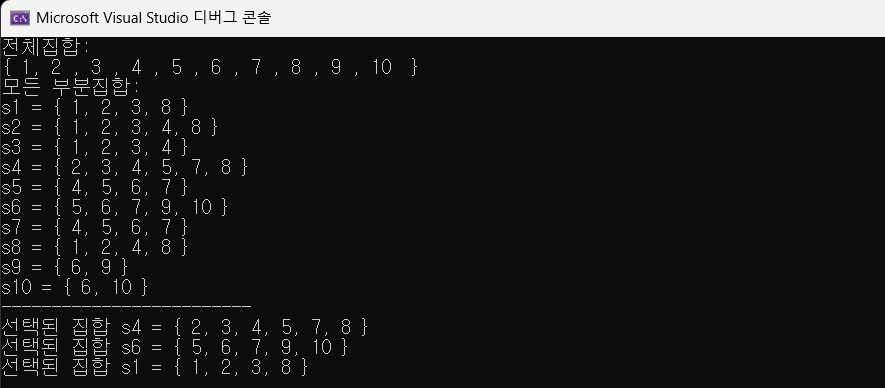 Microsoft Visual Studio 디버그 콘솔
전체집합:
{ 1, 2 , 3 , 4 , 5 , 6 , 7 , 8 , 9 , 10  }
모든 부분집합:
s1 = { 1, 2, 3, 8 }
s2 = { 1, 2, 3, 4, 8 }
s3 = { 1, 2, 3, 4 }
s4 = { 2, 3, 4, 5, 7, 8 }
s5 = { 4, 5, 6, 7 }
s6 = { 5, 6, 7, 9, 10 }
s7 = { 4, 5, 6, 7 }
s8 = { 1, 2, 4, 8 }
s9 = { 6, 9 }
s10 = { 6, 10 }
-------------------------
선택된 집합 s4 = { 2, 3, 4, 5, 7, 8 }
선택된 집합 s6 = { 5, 6, 7, 9, 10 }
선택된 집합 s1 = { 1, 2, 3, 8 }